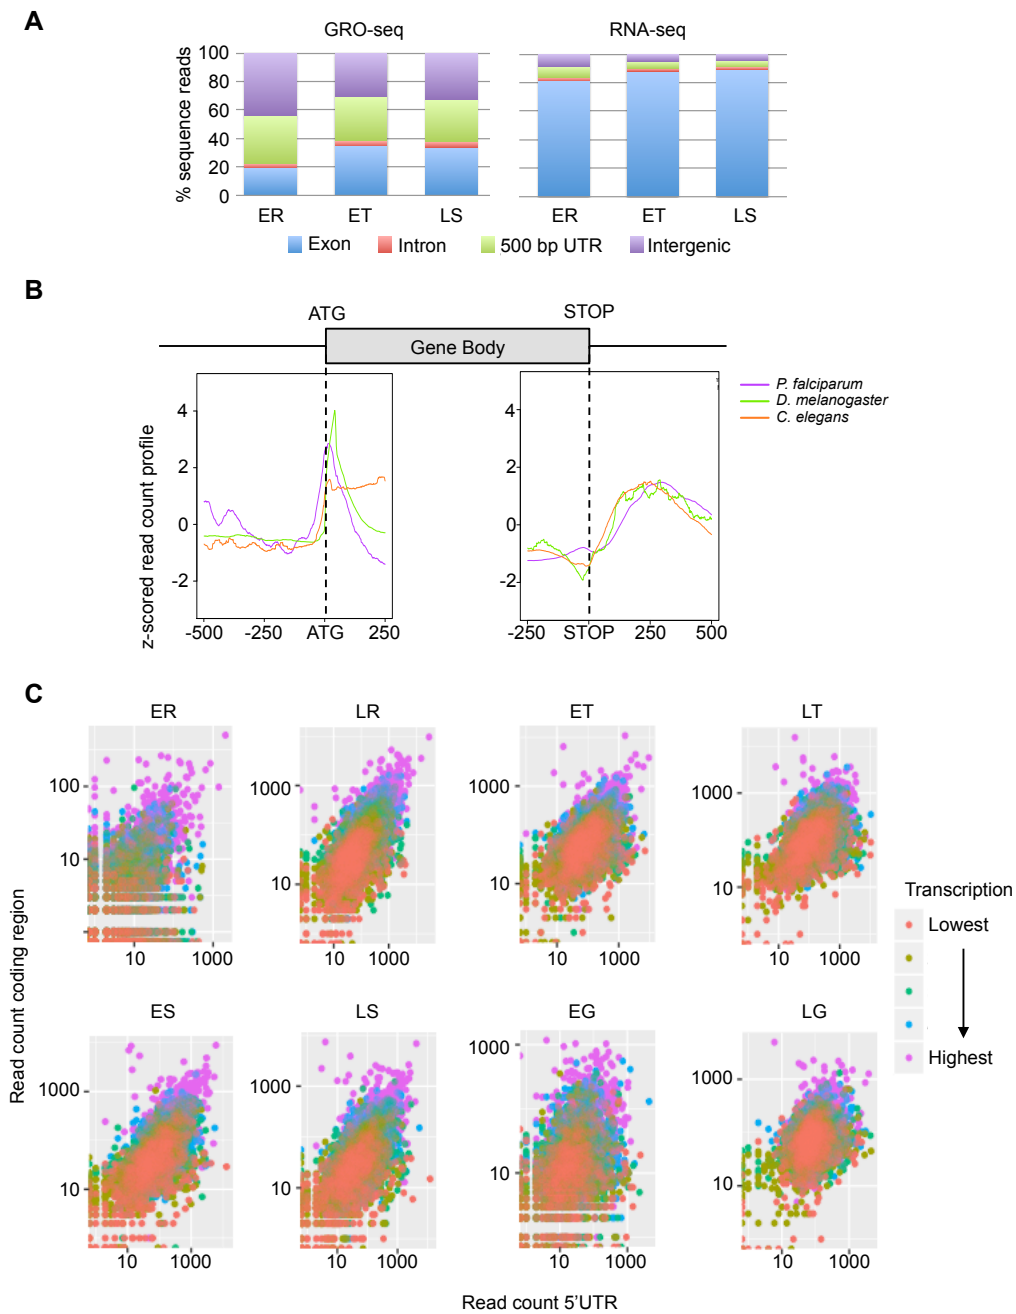 A
GRO-seq
RNA-seq
% sequence reads
100
80
60
40
20
0
ER ET LS
ER ET LS
Exon Intron 500 bp UTR Intergenic
B
ATG STOP
Gene Body
z-scored read count profile
4
2
0
-2
-500 -250 ATG 250
4
2
0
-2
-250 STOP 250 500
P. falciparum
D. melanogaster
C. elegans
C
Read count coding region
ER LR ET LT
100
10
10 1000
1000
10
10 1000
1000
10
10 1000
1000
10
10 1000
Transcription
Lowest
Highest
ES LS EG LG
1000
10
10 1000
1000
10
10 1000
1000
10
10 1000
1000
10
10 1000
Read count 5'UTR